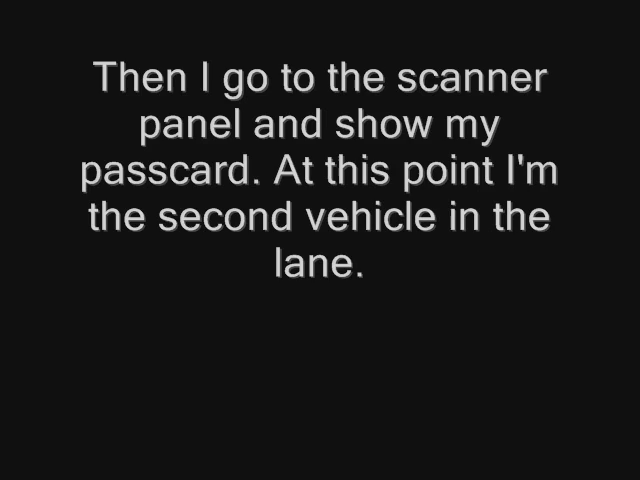 Then I go to the scanner
panel and show my
passcard. At this point I'm
the second vehicle in the
lane.